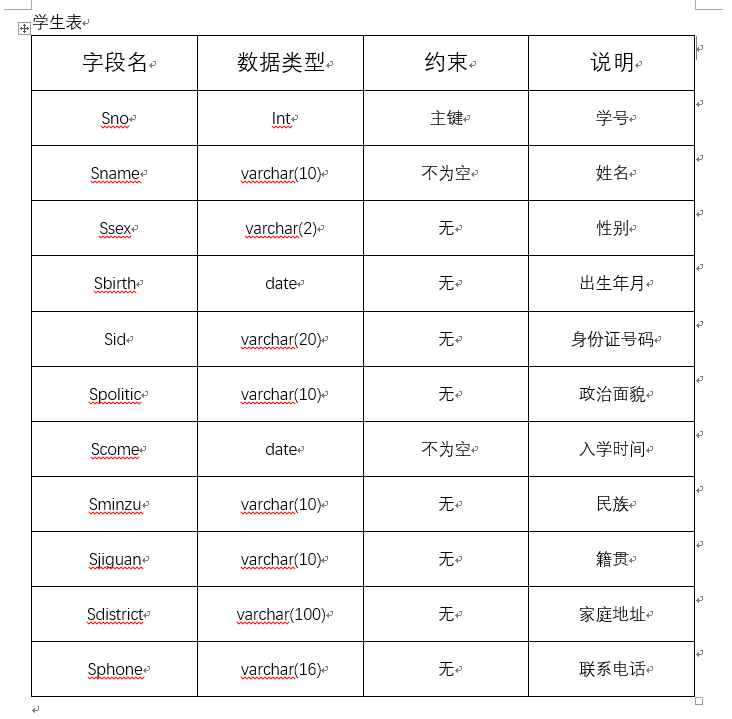 学生表
字段名 数据类型 约束 说明
Sno Int 主键 学号
Sname varchar(10) 不为空 姓名
Ssex varchar(2) 无 性别
Sbirth date 无 出生年月
Sid varchar(20) 无 身份证号码
Spolitic varchar(10) 无 政治面貌
Scome date 不为空 入学时间
Sminzu varchar(10) 无 民族
Sjiguan varchar(10) 无 籍贯
Sdistrict varchar(100) 无 家庭地址
Sphone varchar(16) 无 联系电话